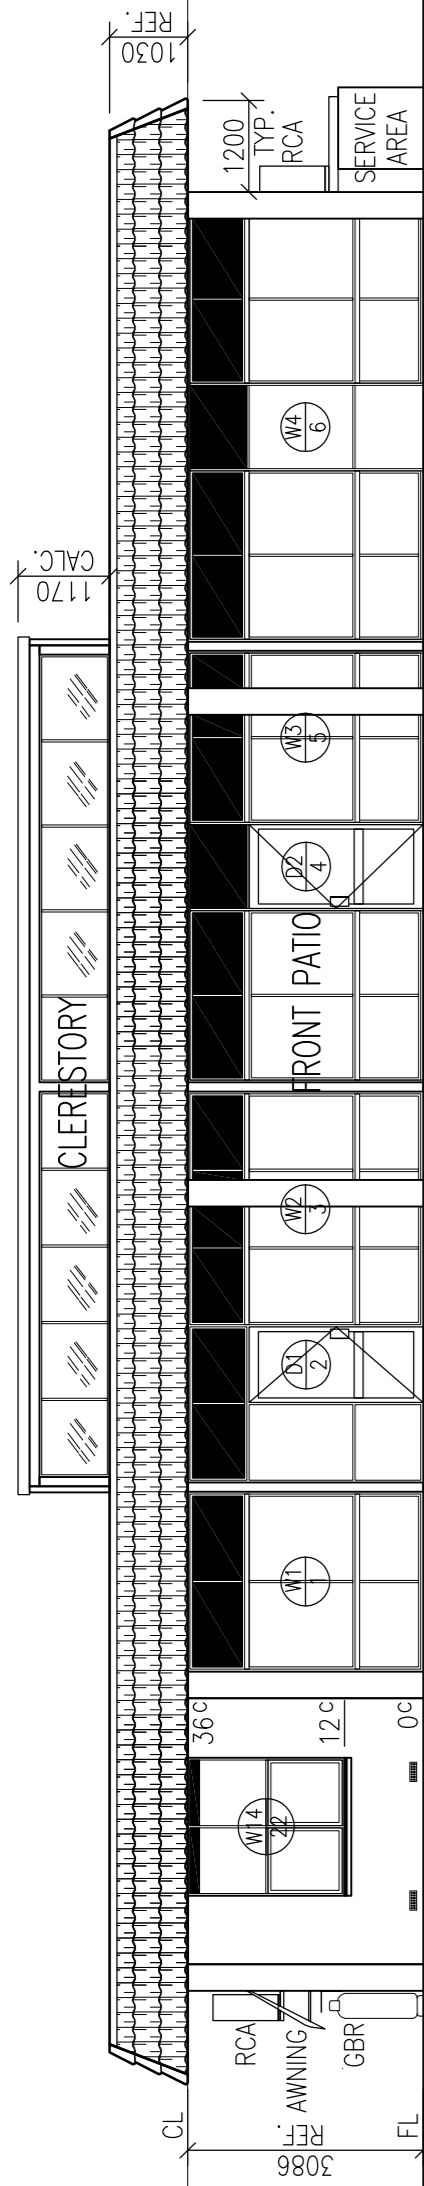 1030
REF.
1170
CALC.
CLERESTORY
CL
3086
REF.
FL
RCA
AWNING
GBR
W14
22
36c
12c
0c
W1
1
D1
2
W2
3
FRONT PATIO
D2
4
W3
5
W4
6
1200
TYP.
RCA
SERVICE
AREA